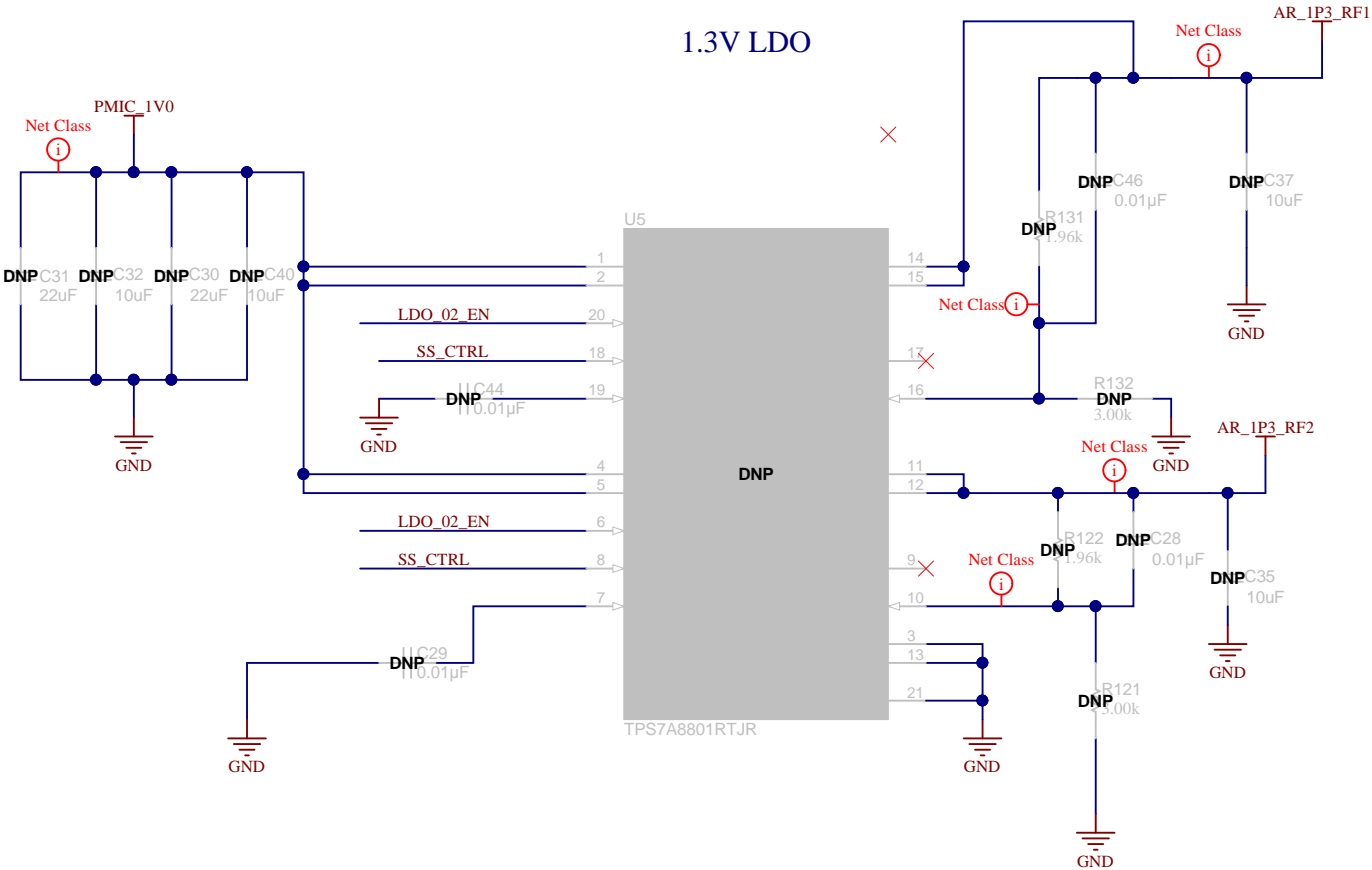 1.3V LDO
AR_1P3_RF1
Net Class
i
PMIC_1V0
Net Class
i
DNP C31
22uF
DNP C32
10uF
DNP C30
22uF
DNP C40
10uF
GND
DNP C46
0.01µF
DNP C37
10uF
R131
DNP
1.96k
Net Class i
GND
U5
1
2
LDO_02_EN
20
SS_CTRL
18
C44
DNP
0.01µF
19
GND
4
5
LDO_02_EN
6
SS_CTRL
8
7
C29
DNP
0.01µF
GND
DNP
TPS7A8801RTJR
14
15
17
16
R132
DNP
3.00k
GND
AR_1P3_RF2
Net Class
i
11
12
R122
DNP
1.96k
DNP C28
0.01µF
9
Net Class
i
DNP C35
10uF
10
GND
3
13
21
GND
R121
DNP
3.00k
GND